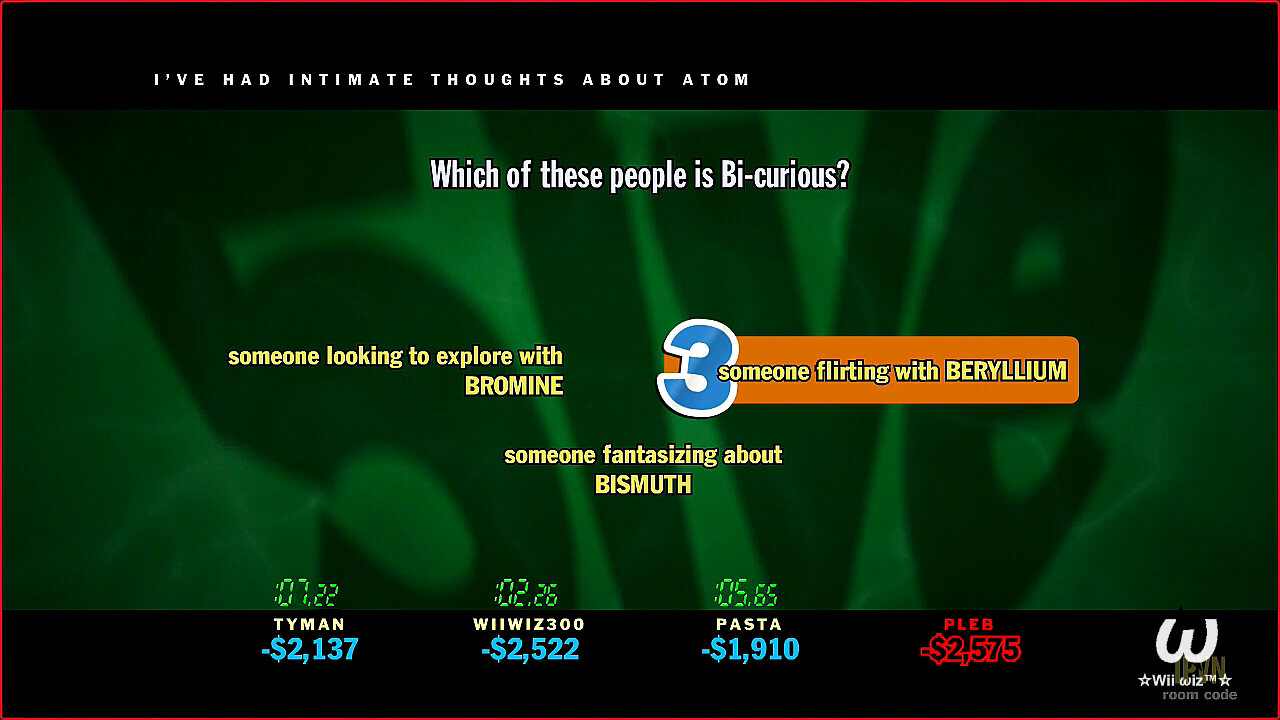 I'VE HAD INTIMATE THOUGHTS ABOUT ATOM
Which of these people is Bi-curious?
someone looking to explore with
BROMINE
3 someone flirting with BERYLLIUM
someone fantasizing about
BISMUTH
:07.22 :02.26 :05.65
TYMAN WIIWIZ300 PASTA PLEB
-$2,137 -$2,522 -$1,910 -$2,575
☆Wii ωiz™☆
room code